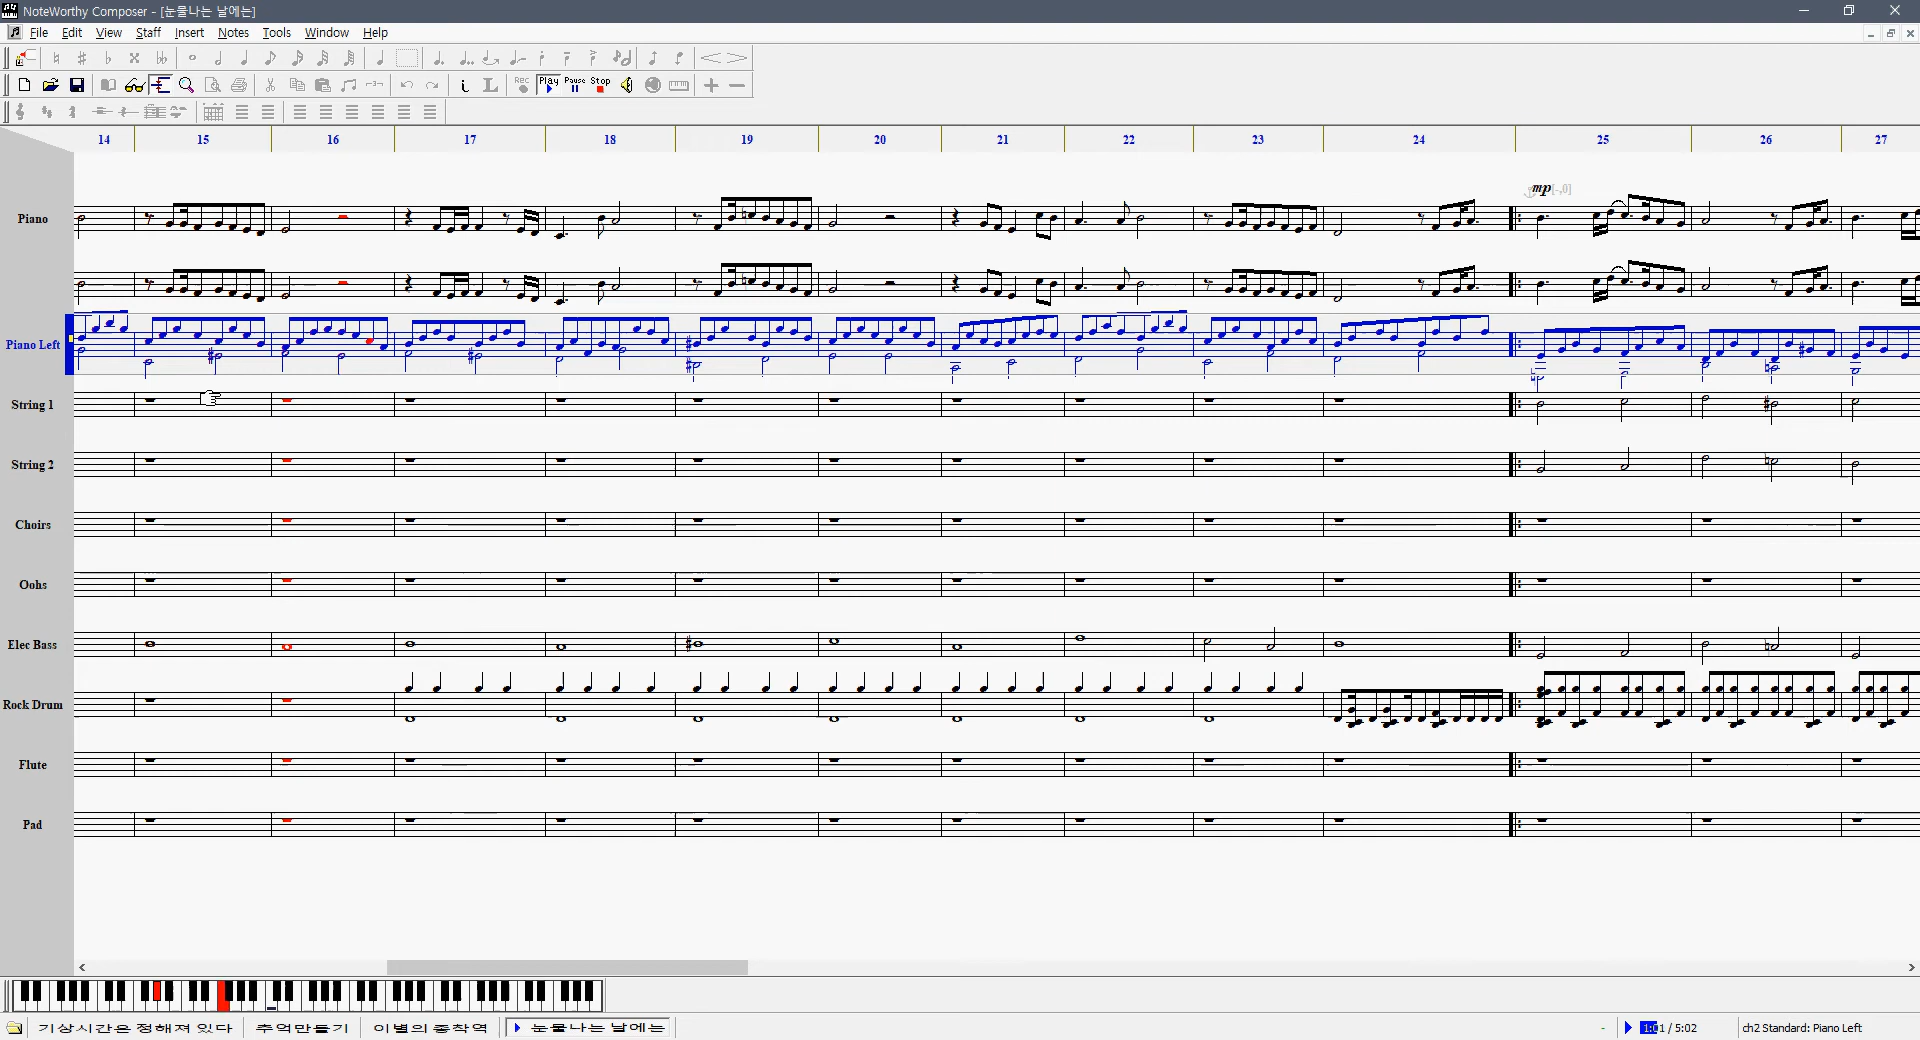 NoteWorthy Composer - [눈물나는 날에는]
File Edit View Staff Insert Notes Tools Window Help
Rec Play Pause Stop
14 15 16 17 18 19 20 21 22 23 24 25 26 27
mp[-,0]
Piano
Piano Left
String 1
String 2
Choirs
Oohs
Elec Bass
Rock Drum
Flute
Pad
기상시간은 정해져 있다 추억만들기 이별의 종착역 눈물나는 날에는
- 1:01 / 5:02 ch2 Standard: Piano Left